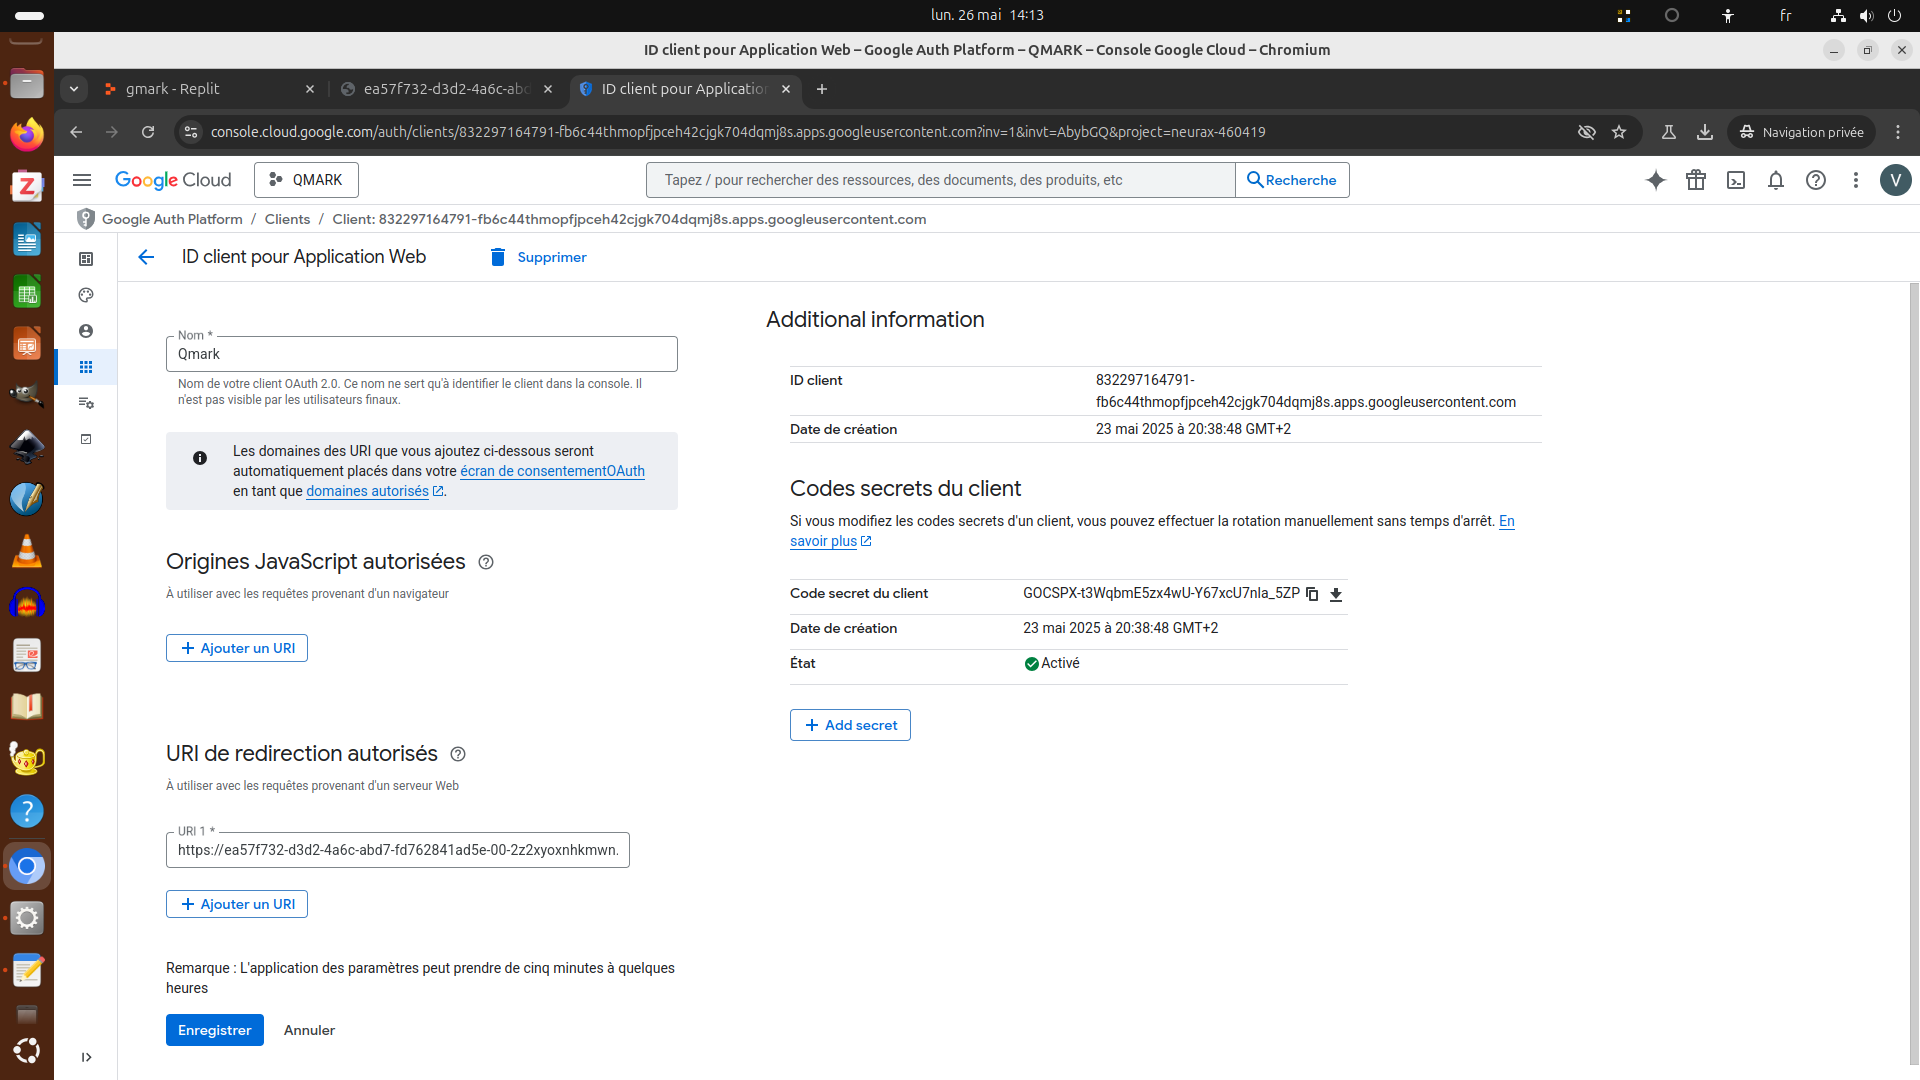 lun. 26 mai 14:13
fr
ID client pour Application Web – Google Auth Platform – QMARK – Console Google Cloud – Chromium
gmark - Replit
ea57f732-d3d2-4a6c-abd
ID client pour Application
console.cloud.google.com/auth/clients/832297164791-fb6c44thmopfjpceh42cjgk704dqmj8s.apps.googleusercontent.com?inv=1&invt=AbybGQ&project=neurax-460419
Navigation privée
Google Cloud
QMARK
Tapez / pour rechercher des ressources, des documents, des produits, etc
Recherche
V
Google Auth Platform / Clients / Client: 832297164791-fb6c44thmopfjpceh42cjgk704dqmj8s.apps.googleusercontent.com
ID client pour Application Web
Supprimer
Nom *
Qmark
Nom de votre client OAuth 2.0. Ce nom ne sert qu'à identifier le client dans la console. Il
n'est pas visible par les utilisateurs finaux.
Les domaines des URI que vous ajoutez ci-dessous seront
automatiquement placés dans votre écran de consentementOAuth
en tant que domaines autorisés.
Origines JavaScript autorisées
À utiliser avec les requêtes provenant d'un navigateur
Ajouter un URI
URI de redirection autorisés
À utiliser avec les requêtes provenant d'un serveur Web
URI 1 *
https://ea57f732-d3d2-4a6c-abd7-fd762841ad5e-00-2z2xyoxnhkmwn.
Ajouter un URI
Remarque : L'application des paramètres peut prendre de cinq minutes à quelques
heures
Enregistrer
Annuler
Additional information
ID client
832297164791-
fb6c44thmopfjpceh42cjgk704dqmj8s.apps.googleusercontent.com
Date de création
23 mai 2025 à 20:38:48 GMT+2
Codes secrets du client
Si vous modifiez les codes secrets d'un client, vous pouvez effectuer la rotation manuellement sans temps d'arrêt. En
savoir plus
Code secret du client
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
Date de création
23 mai 2025 à 20:38:48 GMT+2
État
Activé
Add secret